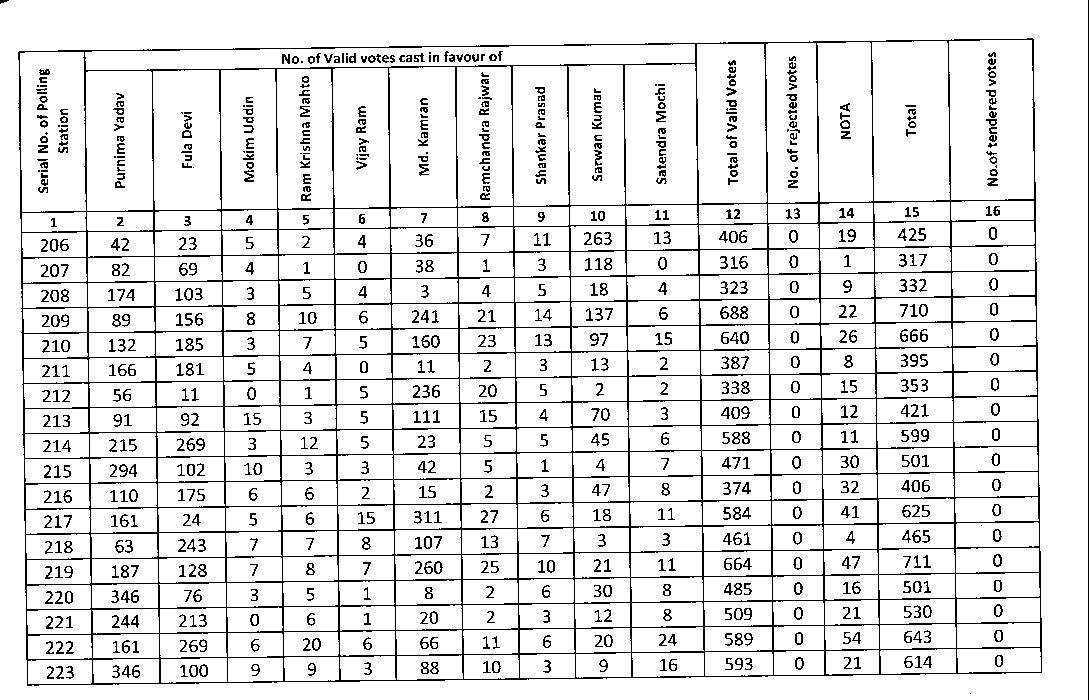 No. of Valid votes cast in favour of
Serial No. of Polling Station | Purnima Yadav | Fula Devi | Mokim Uddin | Ram Krishna Mahto | Vijay Ram | Md. Kamran | Ramchandra Rajwar | Shankar Prasad | Sarwan Kumar | Satendra Mochi | Total of Valid Votes | No. of rejected votes | NOTA | Total | No.of tendered votes
1 2 3 4 5 6 7 8 9 10 11 12 13 14 15 16
206 42 23 5 2 4 36 7 11 263 13 406 0 19 425 0
207 82 69 4 1 0 38 1 3 118 0 316 0 1 317 0
208 174 103 3 5 4 3 4 5 18 4 323 0 9 332 0
209 89 156 8 10 6 241 21 14 137 6 688 0 22 710 0
210 132 185 3 7 5 160 23 13 97 15 640 0 26 666 0
211 166 181 5 4 0 11 2 3 13 2 387 0 8 395 0
212 56 11 0 1 5 236 20 5 2 2 338 0 15 353 0
213 91 92 15 3 5 111 15 4 70 3 409 0 12 421 0
214 215 269 3 12 5 23 5 5 45 6 588 0 11 599 0
215 294 102 10 3 3 42 5 1 4 7 471 0 30 501 0
216 110 175 6 6 2 15 2 3 47 8 374 0 32 406 0
217 161 24 5 6 15 311 27 6 18 11 584 0 41 625 0
218 63 243 7 7 8 107 13 7 3 3 461 0 4 465 0
219 187 128 7 8 7 260 25 10 21 11 664 0 47 711 0
220 346 76 3 5 1 8 2 6 30 8 485 0 16 501 0
221 244 213 0 6 1 20 2 3 12 8 509 0 21 530 0
222 161 269 6 20 6 66 11 6 20 24 589 0 54 643 0
223 346 100 9 9 3 88 10 3 9 16 593 0 21 614 0